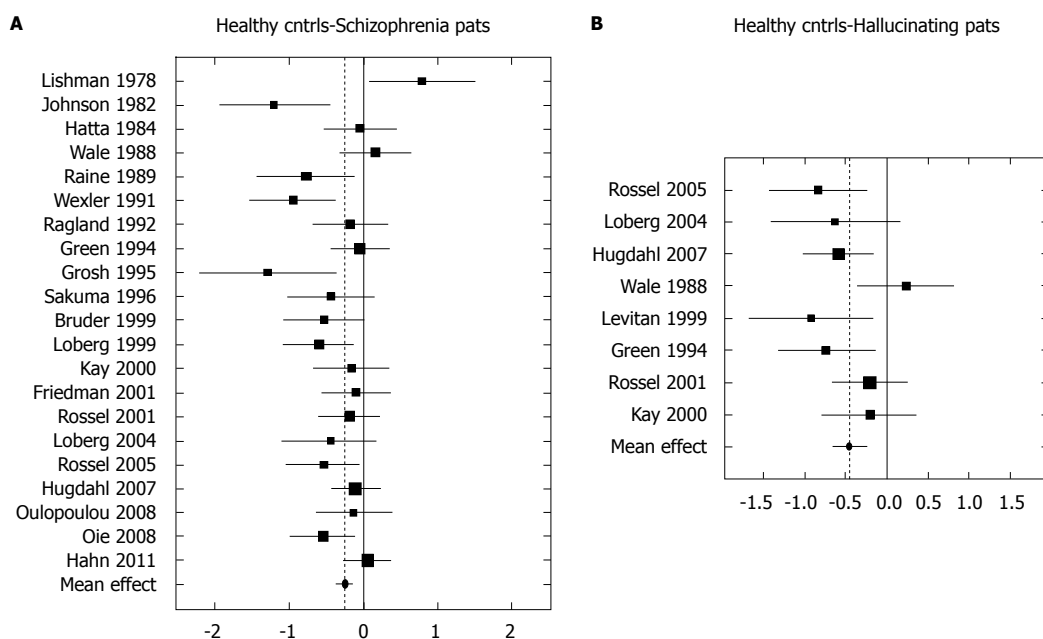 A
Healthy cntrls-Schizophrenia pats
Lishman 1978
Johnson 1982
Hatta 1984
Wale 1988
Raine 1989
Wexler 1991
Ragland 1992
Green 1994
Grosh 1995
Sakuma 1996
Bruder 1999
Loberg 1999
Kay 2000
Friedman 2001
Rossel 2001
Loberg 2004
Rossel 2005
Hugdahl 2007
Oulopoulou 2008
Oie 2008
Hahn 2011
Mean effect
-2 -1 0 1 2
B
Healthy cntrls-Hallucinating pats
Rossel 2005
Loberg 2004
Hugdahl 2007
Wale 1988
Levitan 1999
Green 1994
Rossel 2001
Kay 2000
Mean effect
-1.5 -1.0 -0.5 0.0 0.5 1.0 1.5